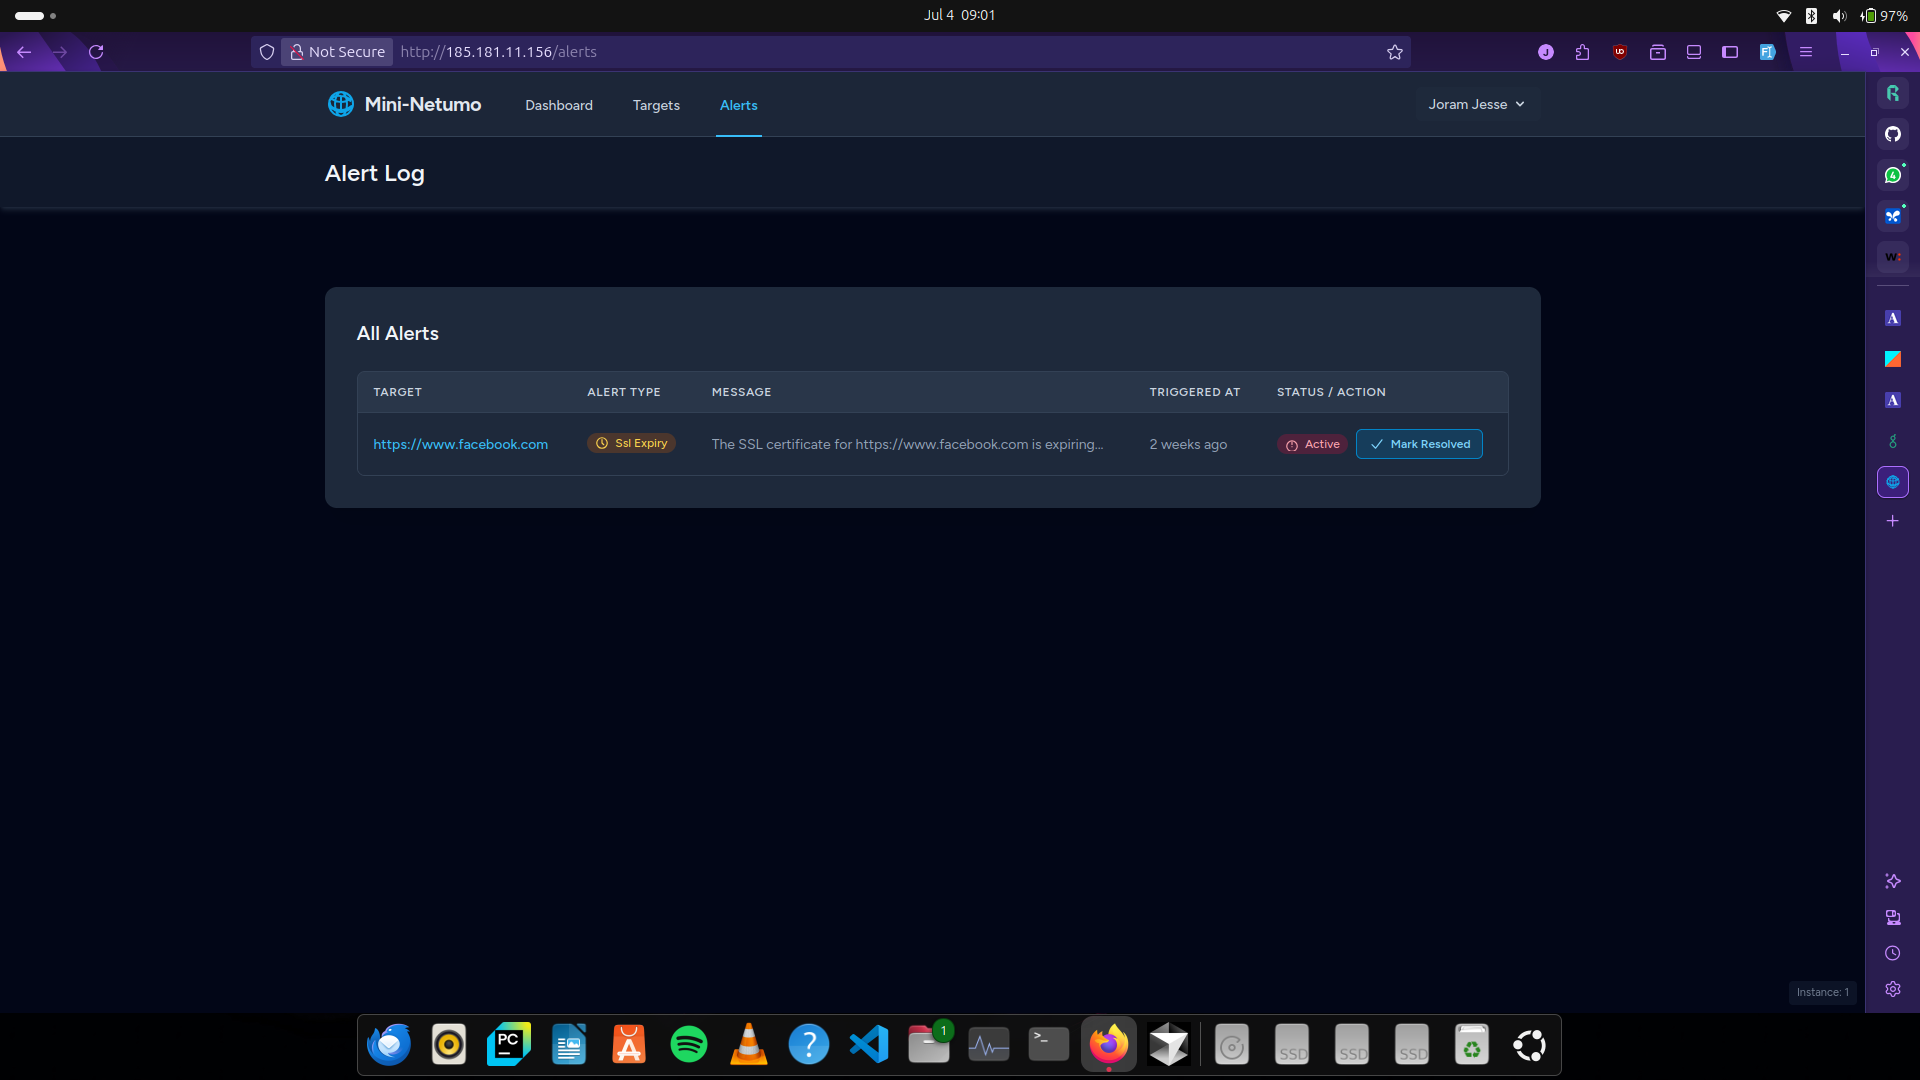 Jul 4 09:01
97%
Not Secure http://185.181.11.156/alerts
J
Mini-Netumo Dashboard Targets Alerts Joram Jesse
Alert Log
All Alerts
TARGET ALERT TYPE MESSAGE TRIGGERED AT STATUS / ACTION
https://www.facebook.com Ssl Expiry The SSL certificate for https://www.facebook.com is expiring... 2 weeks ago Active Mark Resolved
4
A
A
Instance: 1
PC
A
?
1
>_
SSD
SSD
SSD